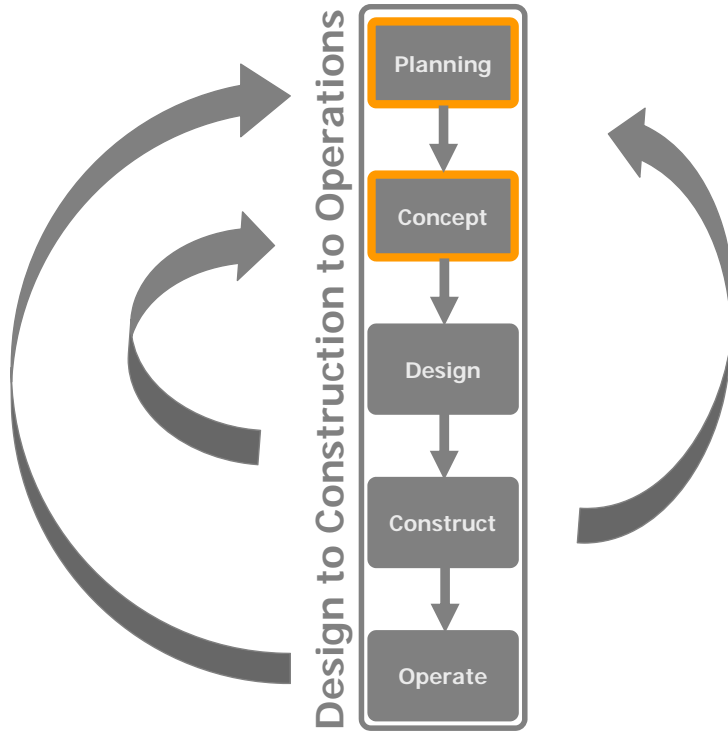 Design to Construction to Operations
Planning
Concept
Design
Construct
Operate